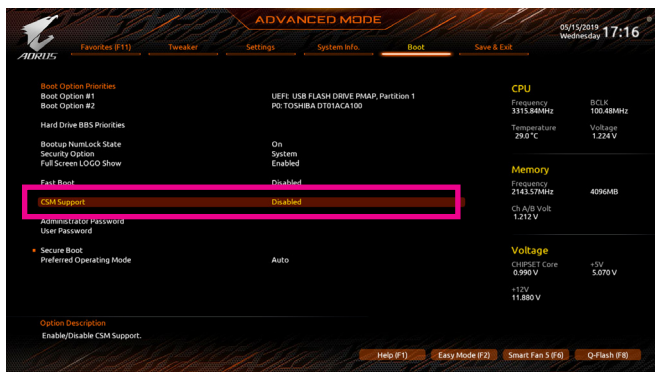 ADVANCED MODE
05/15/2019 Wednesday 17:16
AORUS
Favorites (F11) Tweaker Settings System Info. Boot Save & Exit
Boot Option Priorities
Boot Option #1 UEFI: USB FLASH DRIVE PMAP, Partition 1
Boot Option #2 P0: TOSHIBA DT01ACA100
Hard Drive BBS Priorities
Bootup NumLock State On
Security Option System
Full Screen LOGO Show Enabled
Fast Boot Disabled
CSM Support Disabled
Administrator Password
User Password
Secure Boot
Preferred Operating Mode Auto
CPU
Frequency BCLK
3315.84MHz 100.48MHz
Temperature Voltage
29.0 °C 1.224 V
Memory
Frequency
2143.57MHz 4096MB
Ch A/B Volt
1.212 V
Voltage
CHIPSET Core +5V
0.990 V 5.070 V
+12V
11.880 V
Option Description
Enable/Disable CSM Support.
Help (F1) Easy Mode (F2) Smart Fan 5 (F6) Q-Flash (F8)